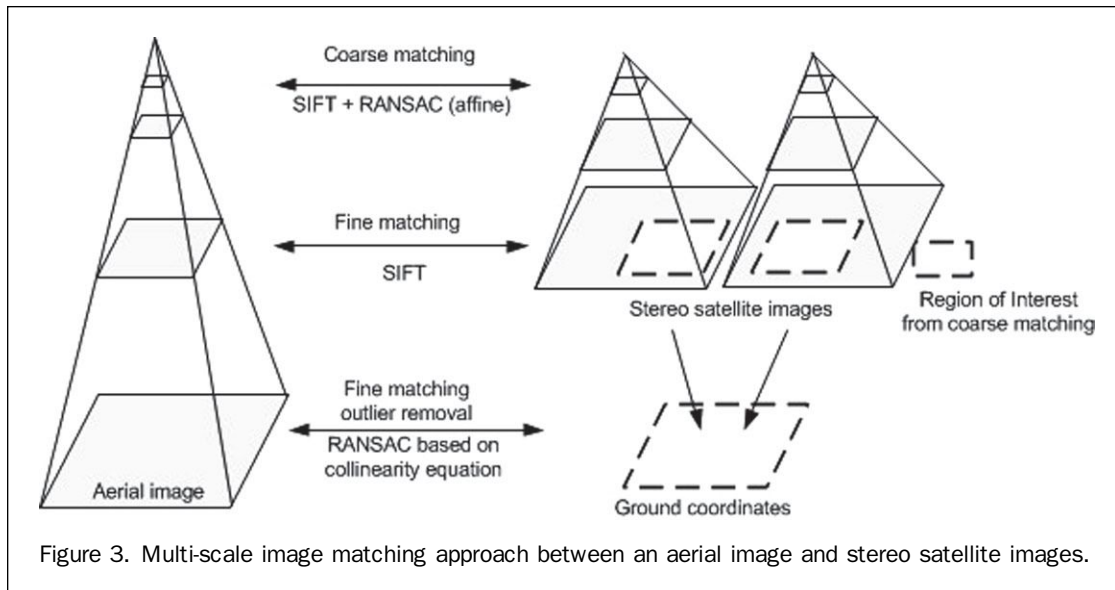 Coarse matching
SIFT + RANSAC (affine)
Fine matching
SIFT
Stereo satellite images
Region of Interest
from coarse matching
Fine matching
outlier removal
RANSAC based on
collinearity equation
Aerial image
Ground coordinates
Figure 3. Multi-scale image matching approach between an aerial image and stereo satellite images.